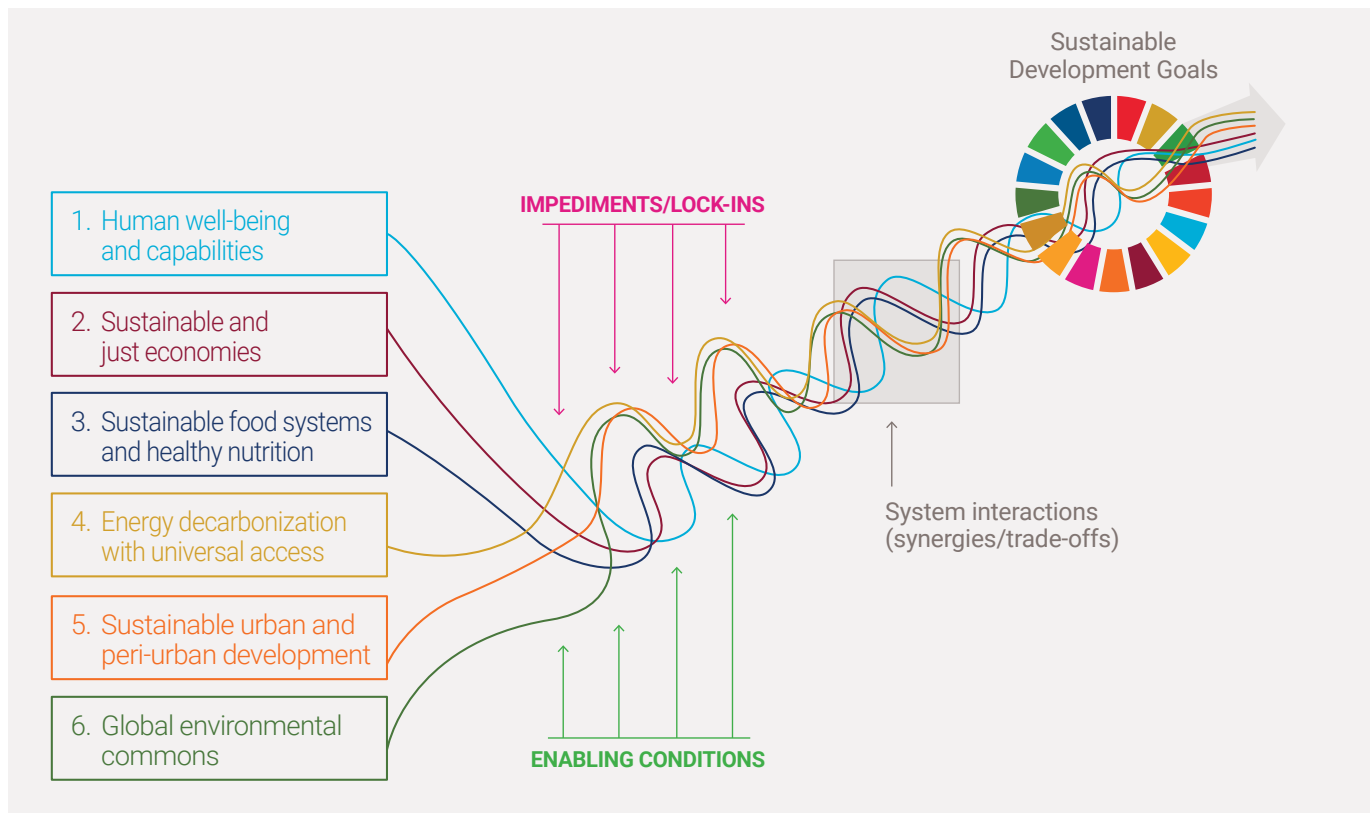 Sustainable
Development Goals
IMPEDIMENTS/LOCK-INS
1. Human well-being
and capabilities
2. Sustainable and
just economies
3. Sustainable food systems
and healthy nutrition
4. Energy decarbonization
with universal access
5. Sustainable urban and
peri-urban development
6. Global environmental
commons
System interactions
(synergies/trade-offs)
ENABLING CONDITIONS